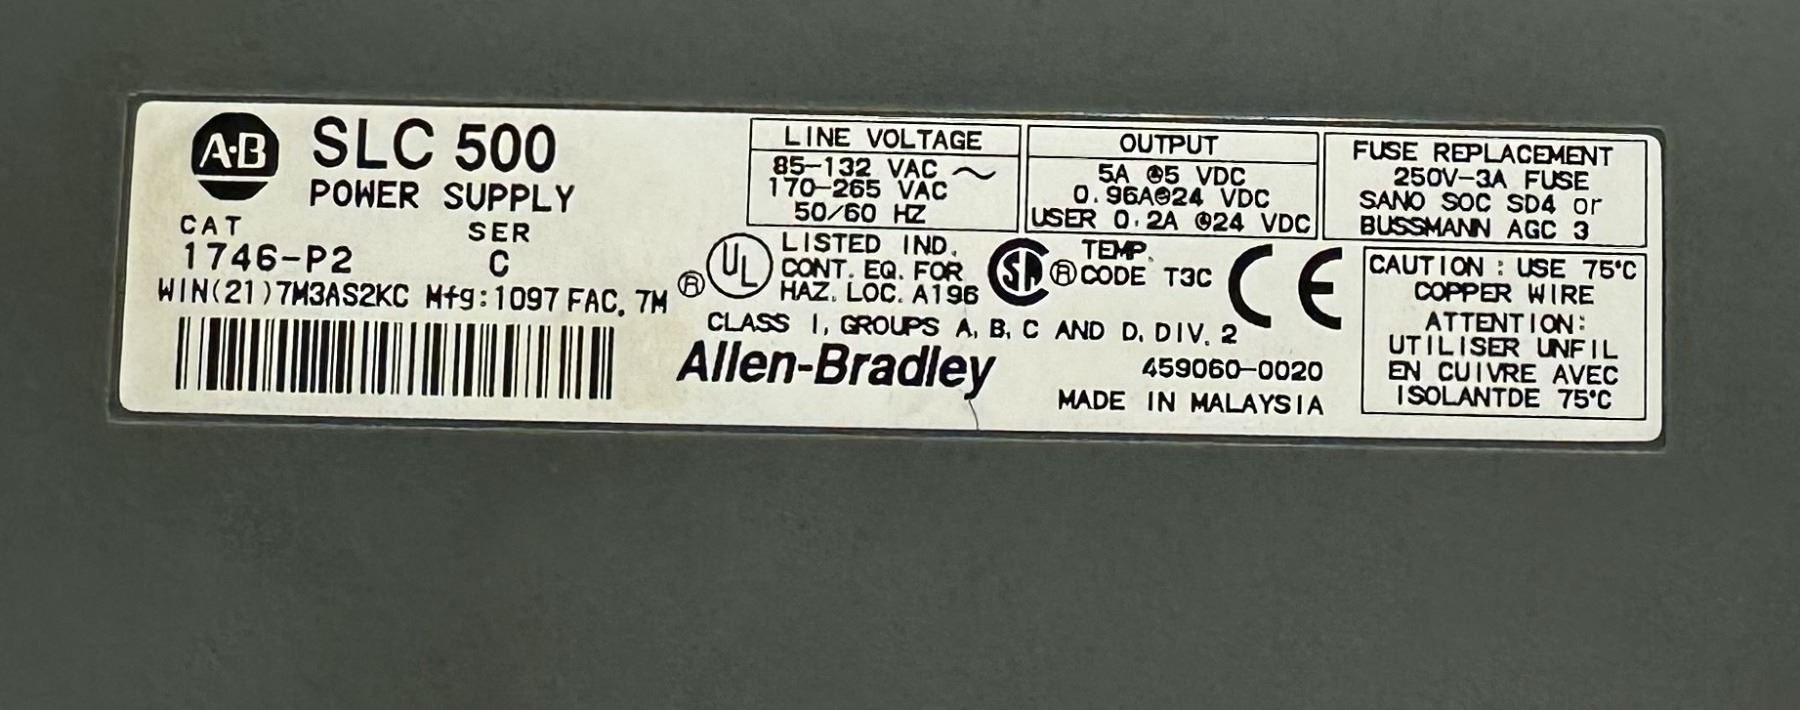 A·B SLC 500
POWER SUPPLY
CAT SER
1746-P2 C
WIN(21)7M3AS2KC Mfg:1097 FAC. 7M
LINE VOLTAGE
85-132 VAC ~
170-265 VAC
50/60 HZ
OUTPUT
5A @5 VDC
0.96A@24 VDC
USER 0.2A @24 VDC
FUSE REPLACEMENT
250V-3A FUSE
SANO SOC SD4 or
BUSSMANN AGC 3
® UL LISTED IND.
CONT. EQ. FOR
HAZ. LOC. A196
SA ® TEMP.
CODE T3C
CE
CLASS I, GROUPS A, B, C AND D, DIV. 2
Allen-Bradley
459060-0020
MADE IN MALAYSIA
CAUTION : USE 75°C
COPPER WIRE
ATTENTION:
UTILISER UNFIL
EN CUIVRE AVEC
ISOLANTDE 75°C